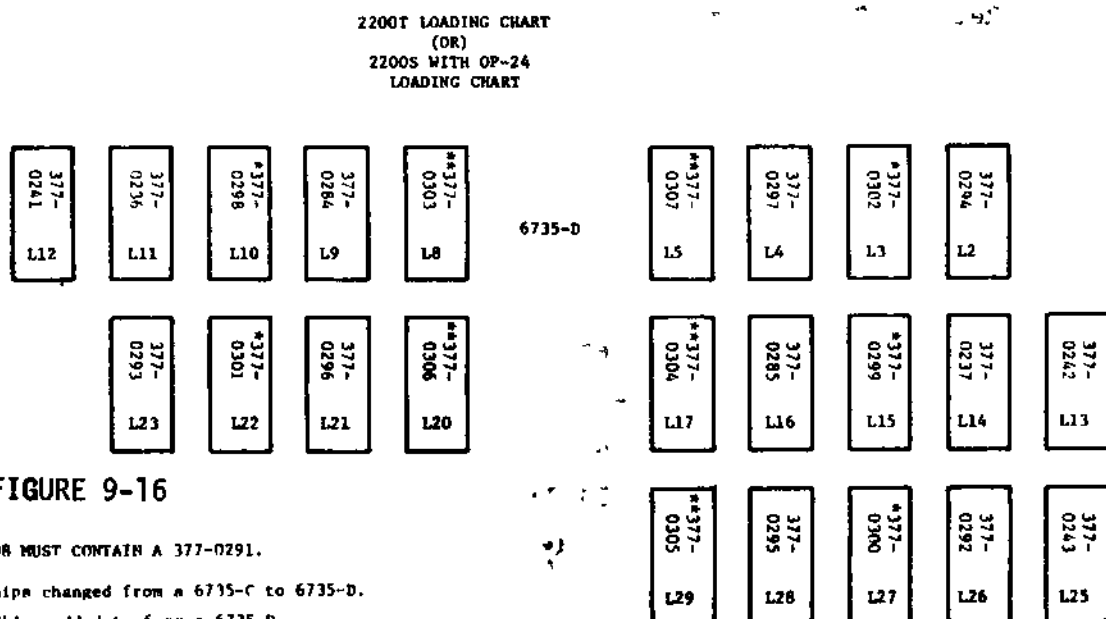 2200T LOADING CHART
(OR)
2200S WITH OP-24
LOADING CHART
377-
0241
L12
377-
0236
L11
*377-
0298
L10
377-
0284
L9
**377-
0303
L8
6735-D
**377-
0307
L5
377-
0297
L4
*377-
0302
L3
377-
0294
L2
377-
0293
L23
*377-
0301
L22
377-
0296
L21
**377-
0306
L20
**377-
0304
L17
377-
0285
L16
*377-
0299
L15
377-
0237
L14
377-
0242
L13
FIGURE 9-16
MUST CONTAIN A 377-0291.
changed from a 6735-C to 6735-D.
**377-
0305
L29
377-
0295
L28
*377-
0300
L27
377-
0292
L26
377-
0243
L25